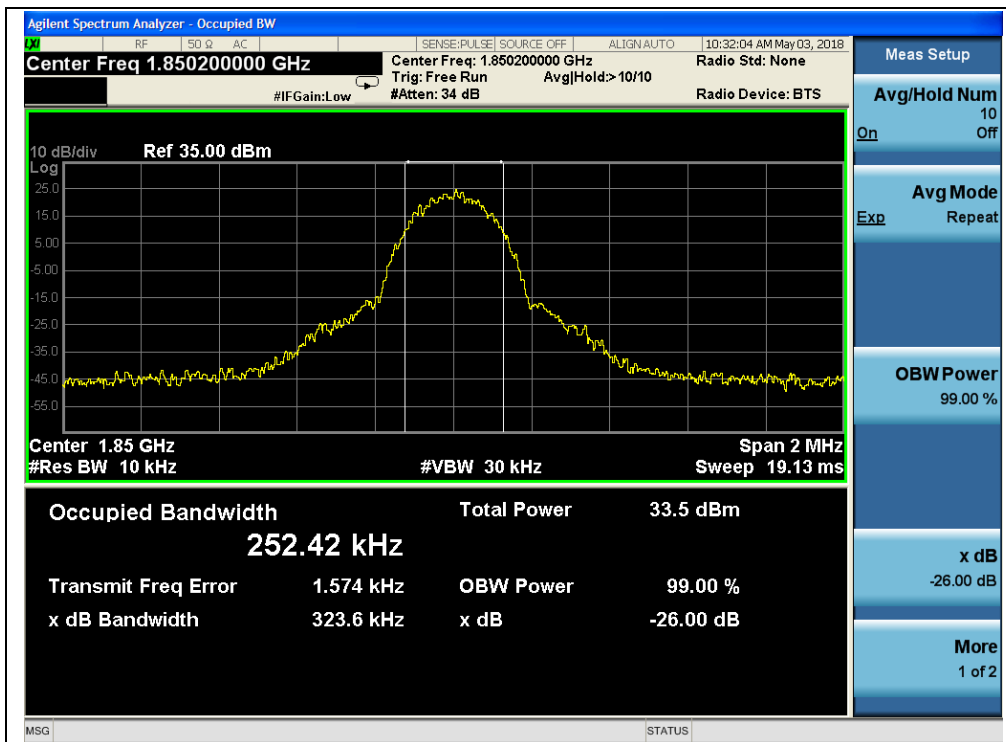 Agilent Spectrum Analyzer - Occupied BW
LXI RF 50 Ω AC SENSE:PULSE SOURCE OFF ALIGN AUTO 10:32:04 AM May 03, 2018
Center Freq 1.850200000 GHz
Center Freq: 1.850200000 GHz
Radio Std: None
Trig: Free Run Avg|Hold:>10/10
#IFGain:Low
#Atten: 34 dB
Radio Device: BTS
10 dB/div Ref 35.00 dBm
Log
25.0
15.0
5.00
-5.00
-15.0
-25.0
-35.0
-45.0
-55.0
Center 1.85 GHz Span 2 MHz
#Res BW 10 kHz #VBW 30 kHz Sweep 19.13 ms
Occupied Bandwidth Total Power 33.5 dBm
252.42 kHz
Transmit Freq Error 1.574 kHz OBW Power 99.00 %
x dB Bandwidth 323.6 kHz x dB -26.00 dB
Meas Setup
Avg/Hold Num
10
On Off
Avg Mode
Exp Repeat
OBW Power
99.00 %
x dB
-26.00 dB
More
1 of 2
MSG STATUS